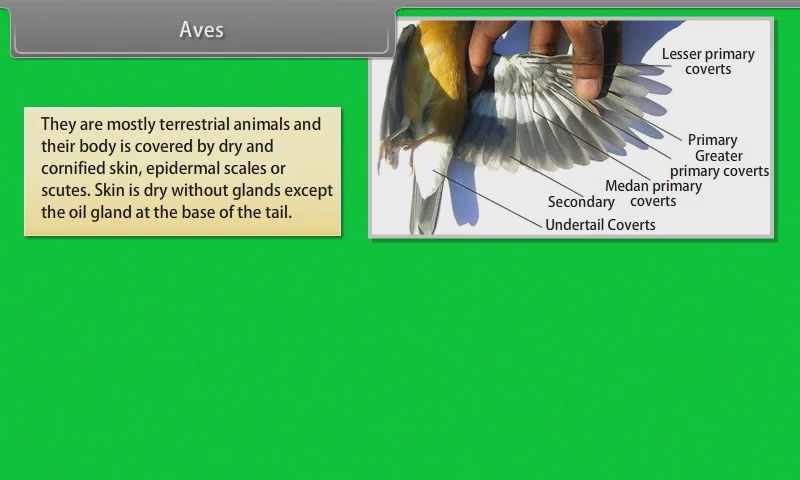 Aves
They are mostly terrestrial animals and
their body is covered by dry and
cornified skin, epidermal scales or
scutes. Skin is dry without glands except
the oil gland at the base of the tail.
Lesser primary
coverts
Primary
Greater
primary coverts
Medan primary
coverts
Secondary
Undertail Coverts